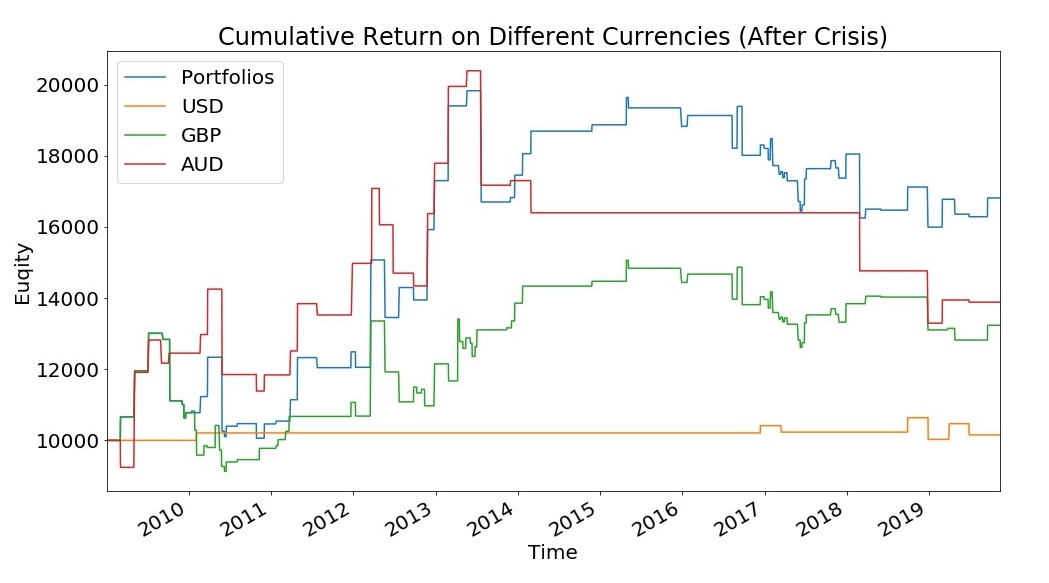 Cumulative Return on Different Currencies (After Crisis)
Portfolios
USD
GBP
AUD
20000
18000
16000
14000
12000
10000
Euqity
2010
2011
2012
2013
2014
2015
2016
2017
2018
2019
Time